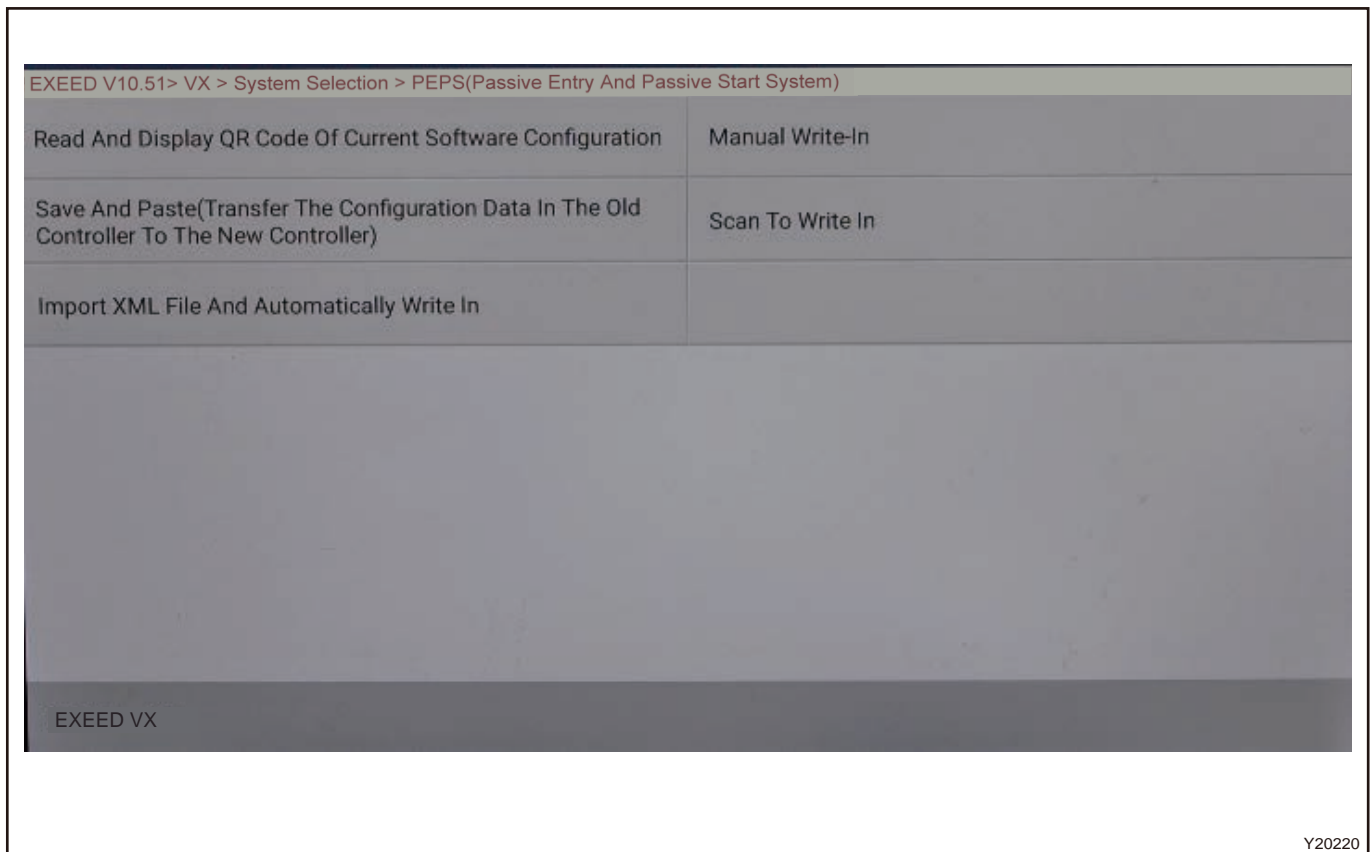 EXEED V10.51> VX > System Selection > PEPS(Passive Entry And Passive Start System)
Read And Display QR Code Of Current Software Configuration
Manual Write-In
Save And Paste(Transfer The Configuration Data In The Old
Controller To The New Controller)
Scan To Write In
Import XML File And Automatically Write In
EXEED VX
Y20220